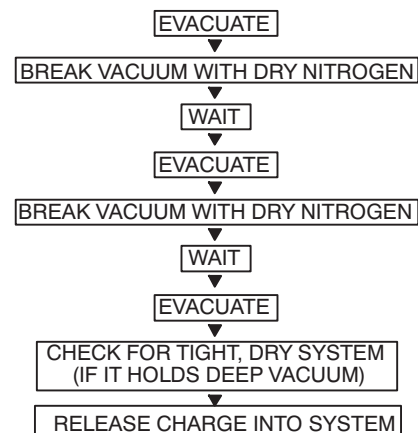 EVACUATE
BREAK VACUUM WITH DRY NITROGEN
WAIT
EVACUATE
BREAK VACUUM WITH DRY NITROGEN
WAIT
EVACUATE
CHECK FOR TIGHT, DRY SYSTEM
(IF IT HOLDS DEEP VACUUM)
RELEASE CHARGE INTO SYSTEM